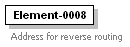 Element-0008
Address for reverse routing